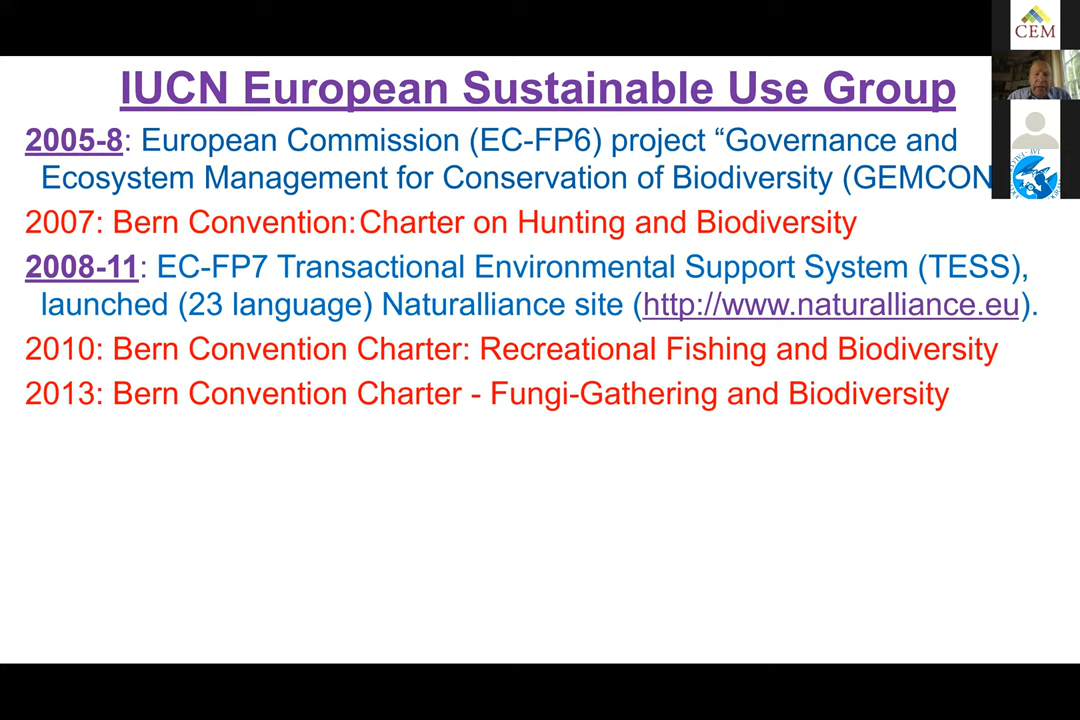 IUCN European Sustainable Use Group
2005-8: European Commission (EC-FP6) project “Governance and
Ecosystem Management for Conservation of Biodiversity (GEMCON
2007: Bern Convention: Charter on Hunting and Biodiversity
2008-11: EC-FP7 Transactional Environmental Support System (TESS),
launched (23 language) Naturalliance site (http://www.naturalliance.eu).
2010: Bern Convention Charter: Recreational Fishing and Biodiversity
2013: Bern Convention Charter - Fungi-Gathering and Biodiversity
CEM